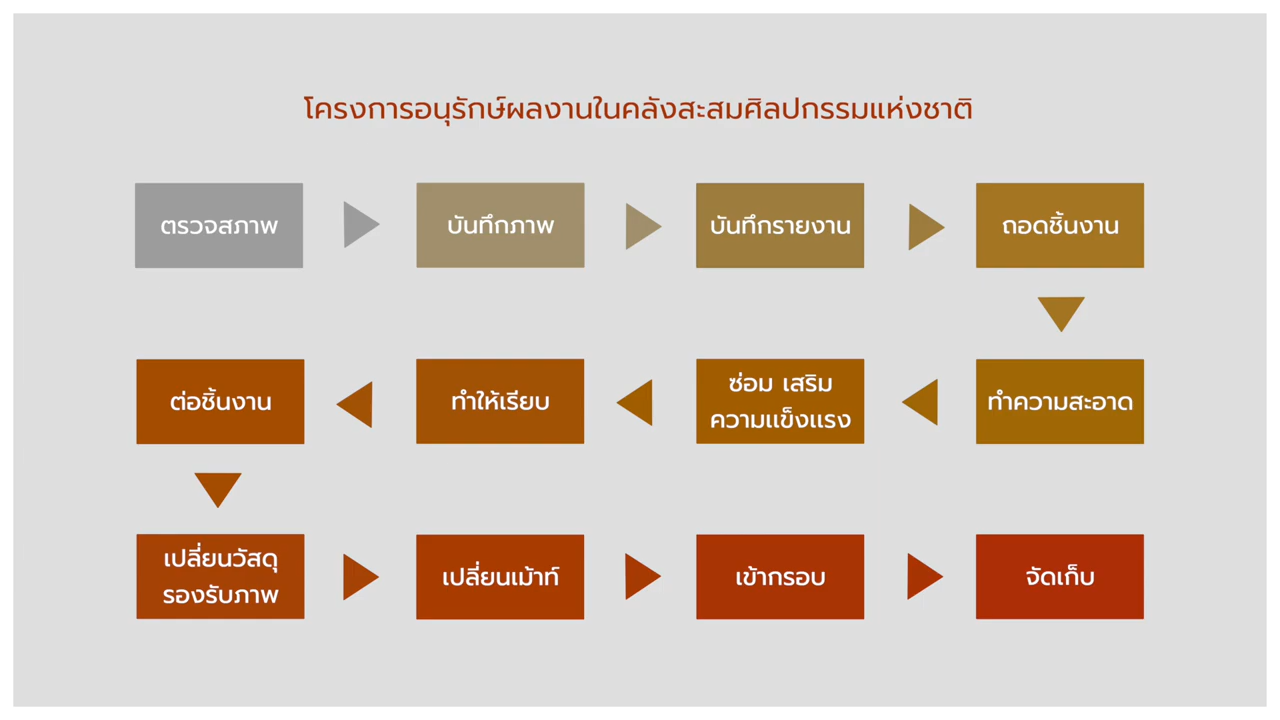 โครงการอนุรักษ์ผลงานในคลังสะสมศิลปกรรมแห่งชาติ
ตรวจสภาพ
บันทึกภาพ
บันทึกรายงาน
ถอดชิ้นงาน
ทำความสะอาด
ซ่อม เสริม
ความแข็งแรง
ทำให้เรียบ
ต่อชิ้นงาน
เปลี่ยนวัสดุ
รองรับภาพ
เปลี่ยนเม้าท์
เข้ากรอบ
จัดเก็บ